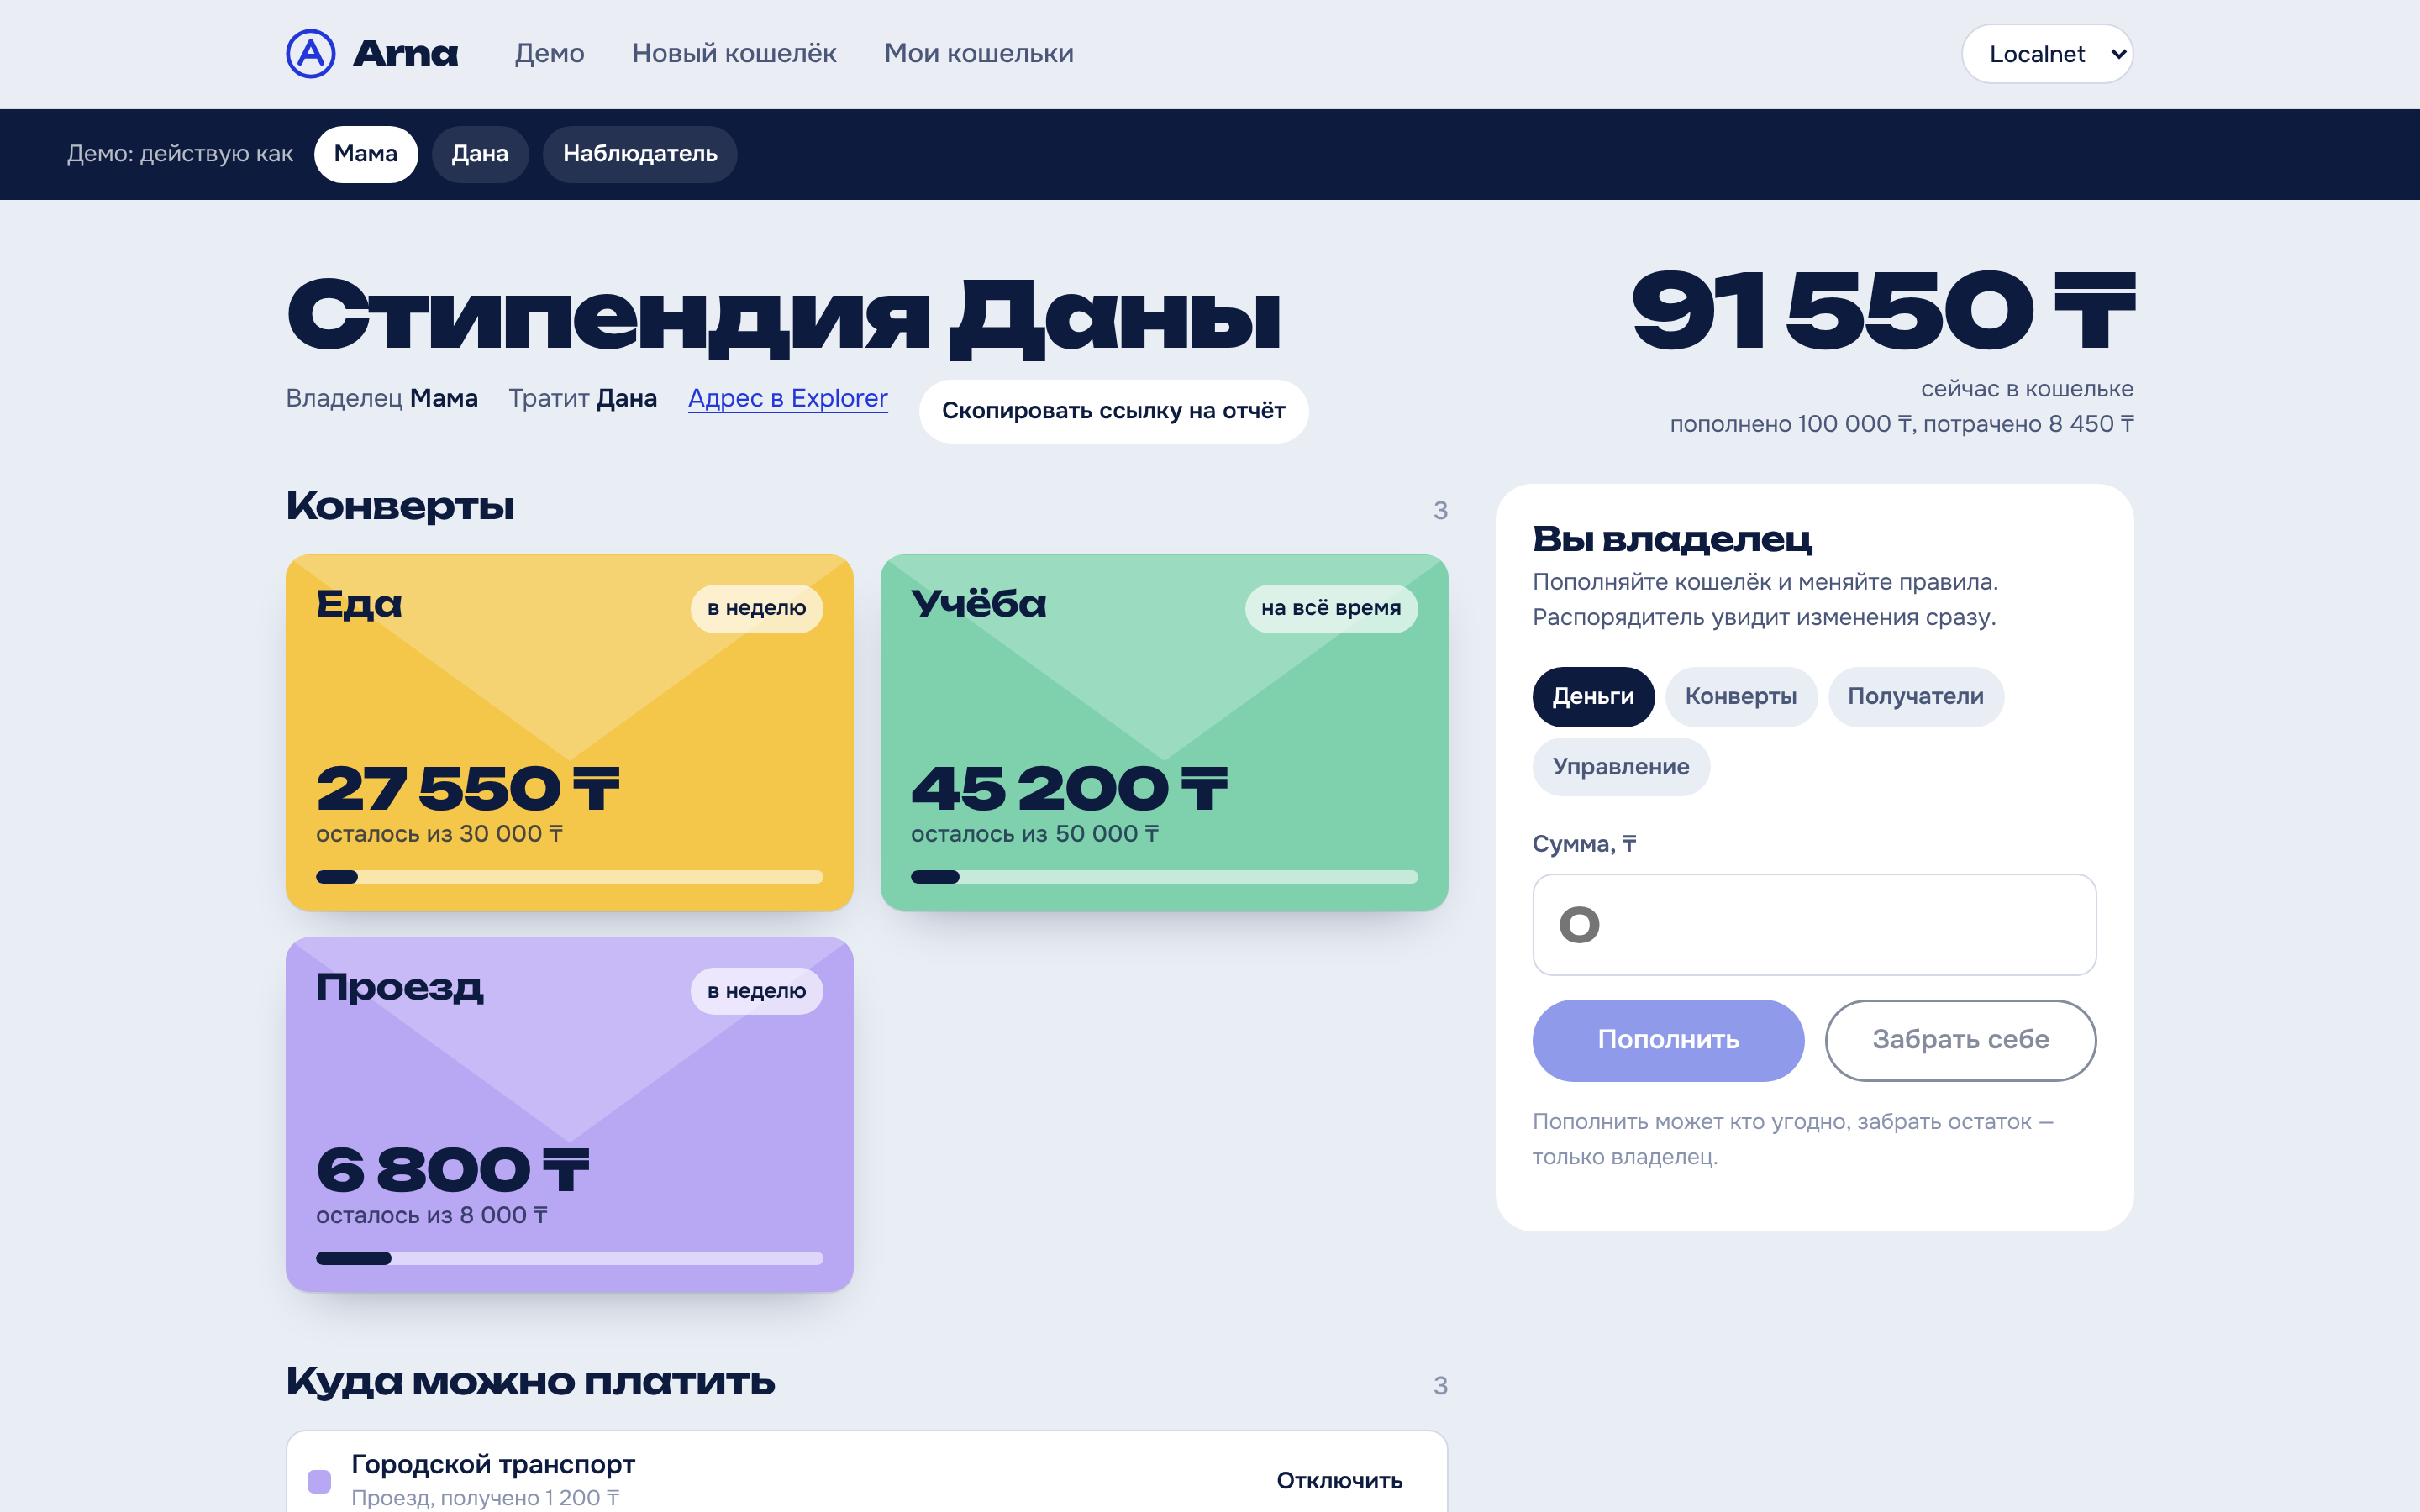 Arna
Демо
Новый кошелёк
Мои кошельки
Localnet
Демо: действую как
Мама
Дана
Наблюдатель
Стипендия Даны
91 550 ₸
сейчас в кошельке
пополнено 100 000 ₸, потрачено 8 450 ₸
Владелец Мама
Тратит Дана
Адрес в Explorer
Скопировать ссылку на отчёт
Конверты
3
Еда
в неделю
27 550 ₸
осталось из 30 000 ₸
Учёба
на всё время
45 200 ₸
осталось из 50 000 ₸
Проезд
в неделю
6 800 ₸
осталось из 8 000 ₸
Вы владелец
Пополняйте кошелёк и меняйте правила.
Распорядитель увидит изменения сразу.
Деньги
Конверты
Получатели
Управление
Сумма, ₸
0
Пополнить
Забрать себе
Пополнить может кто угодно, забрать остаток —
только владелец.
Куда можно платить
3
Городской транспорт
Проезд, получено 1 200 ₸
Отключить